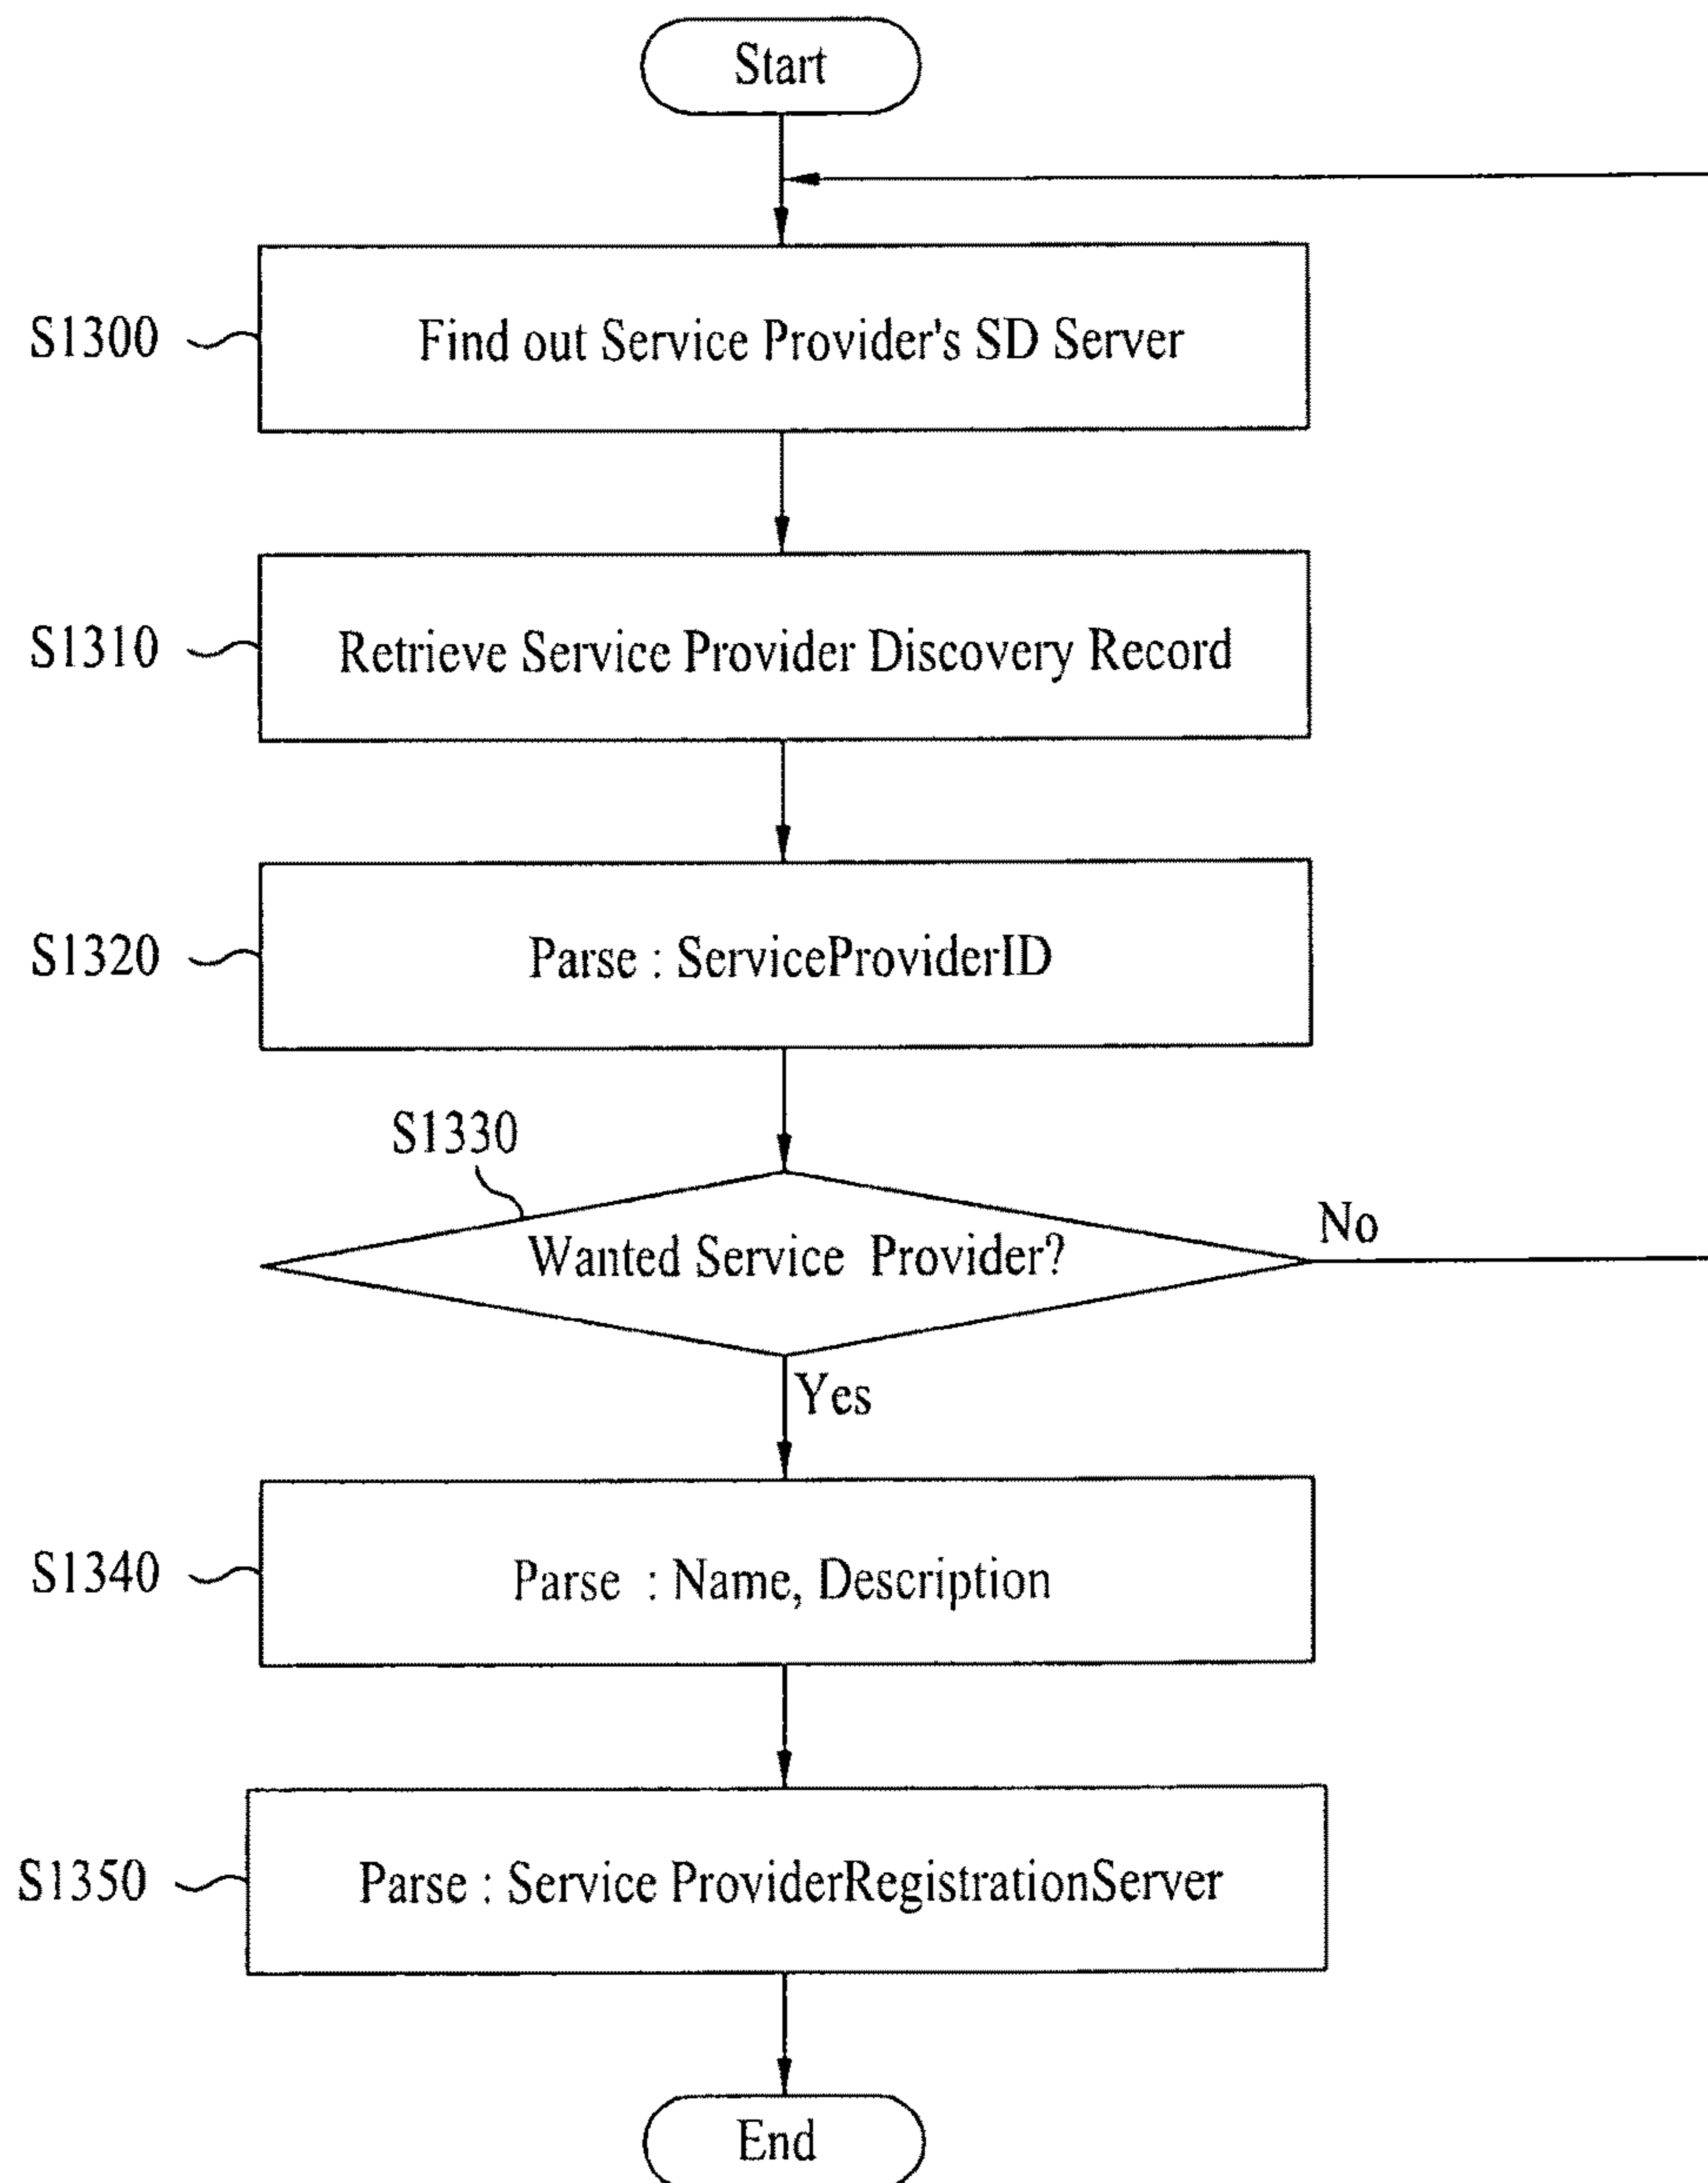 Start
S1300
Find out Service Provider's SD Server
S1310
Retrieve Service Provider Discovery Record
S1320
Parse : ServiceProviderID
S1330
Wanted Service Provider?
No
Yes
S1340
Parse : Name, Description
S1350
Parse : Service ProviderRegistrationServer
End